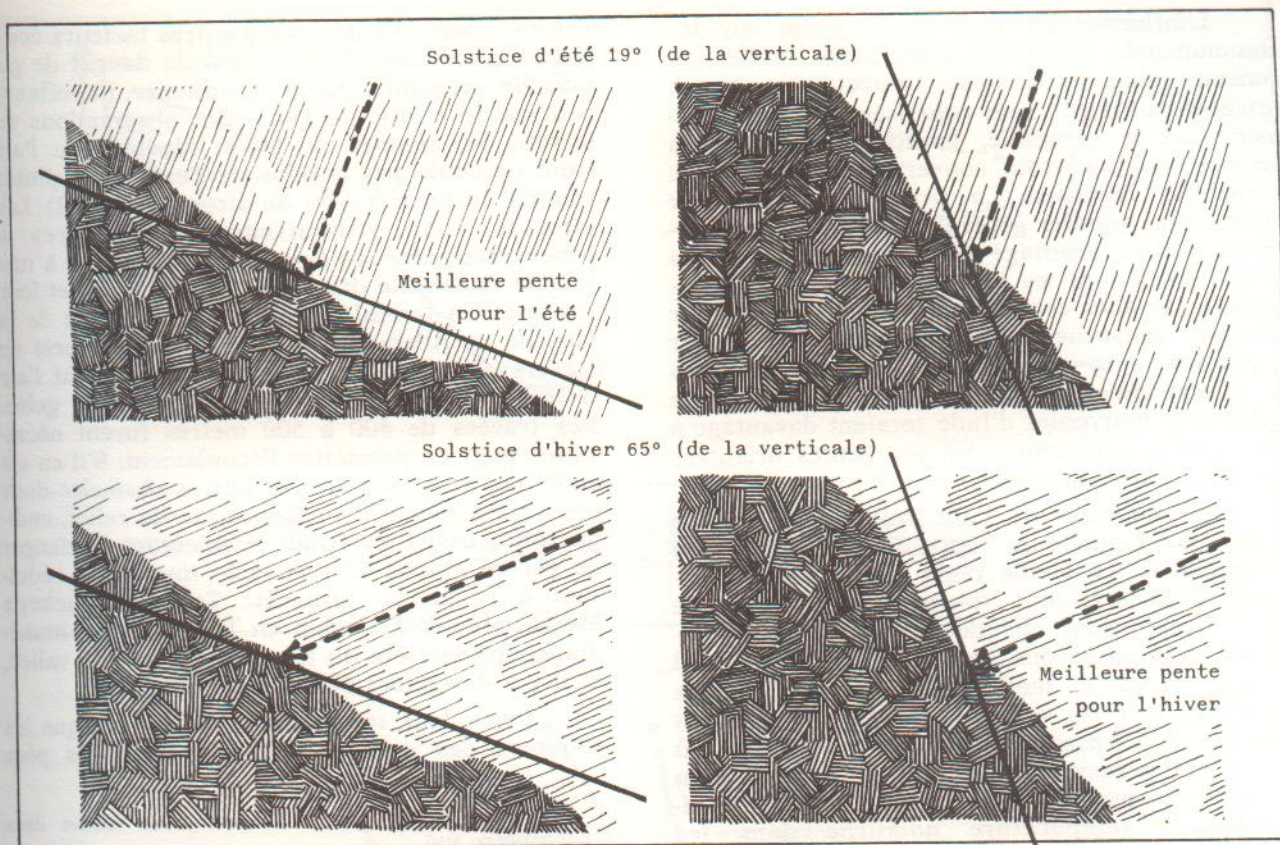 Solstice d'été 19° (de la verticale)
Meilleure pente
pour l'été
Solstice d'hiver 65° (de la verticale)
Meilleure pente
pour l'hiver